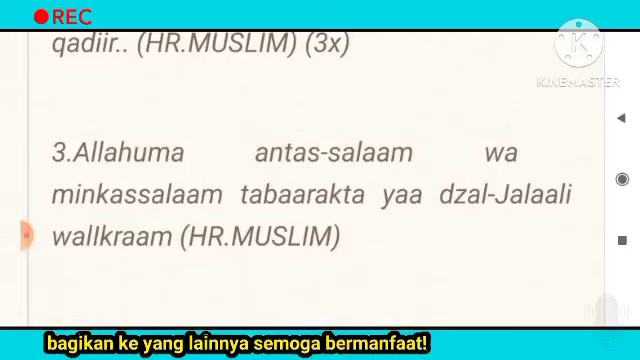 REC
qadiir.. (HR.MUSLIM) (3x)
K
KINEMASTER
3.Allahuma antas-salaam wa
minkassalaam tabaarakta yaa dzal-Jalaali
walIkraam (HR.MUSLIM)
bagikan ke yang lainnya semoga bermanfaat!